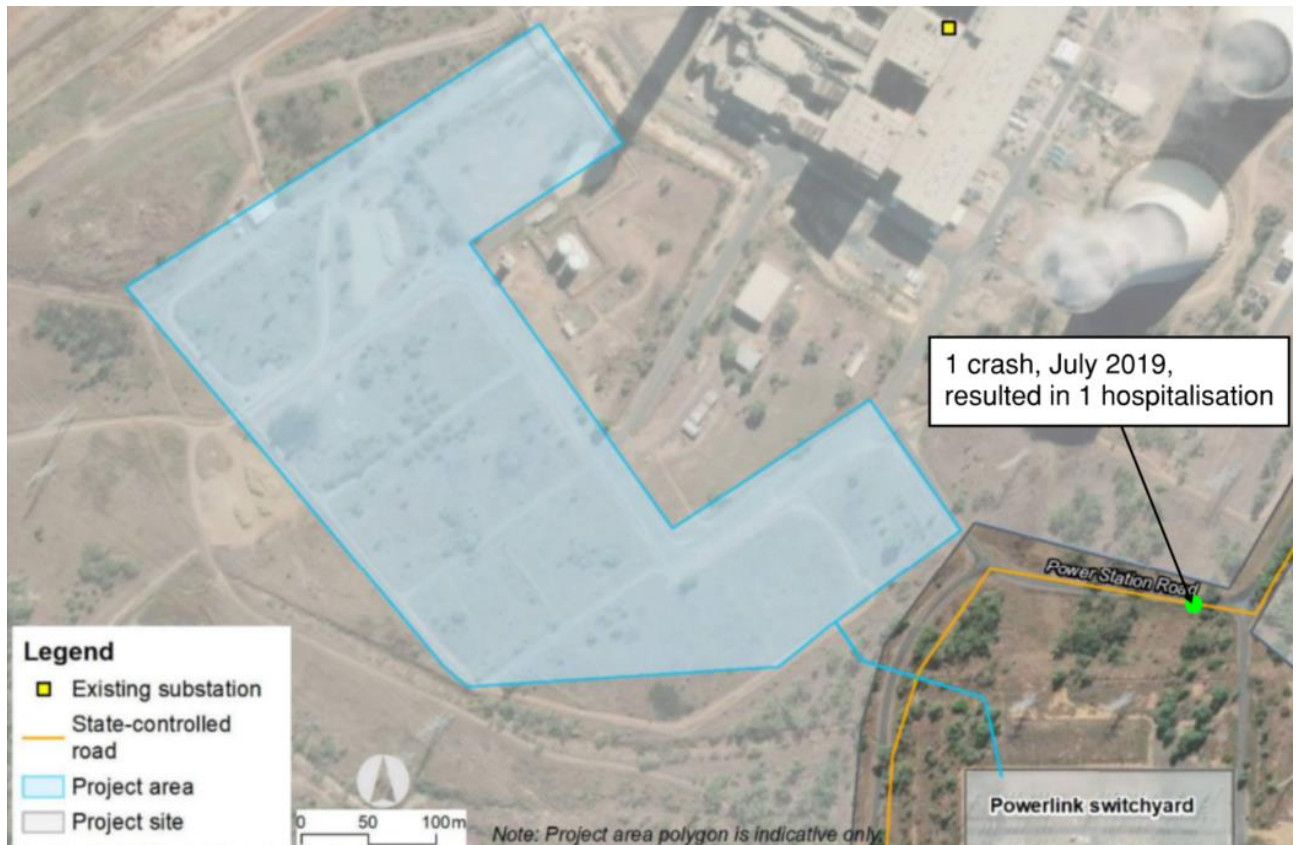 1 crash, July 2019,
resulted in 1 hospitalisation
Power Station Road
Legend
Existing substation
State-controlled
road
Project area
Project site
0 50 100m
Note: Project area polygon is indicative only.
Powerlink switchyard